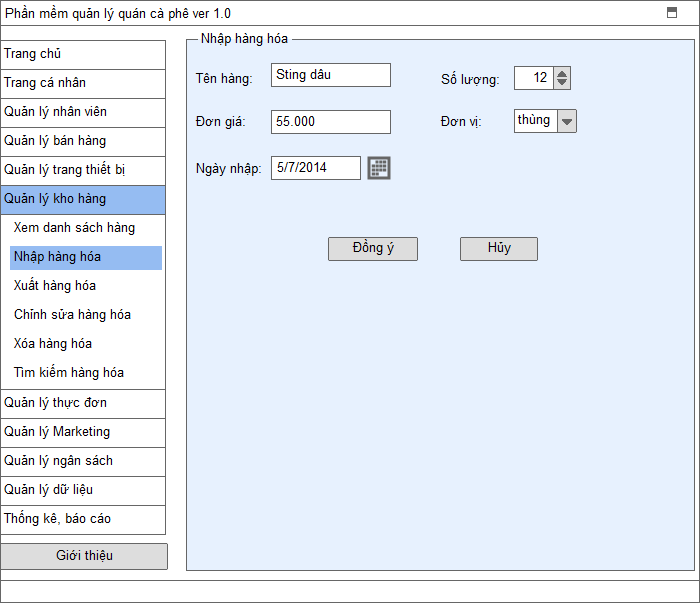 Phần mềm quản lý quán cà phê ver 1.0
Trang chủ
Trang cá nhân
Quản lý nhân viên
Quản lý bán hàng
Quản lý trang thiết bị
Quản lý kho hàng
Xem danh sách hàng
Nhập hàng hóa
Xuất hàng hóa
Chỉnh sửa hàng hóa
Xóa hàng hóa
Tìm kiếm hàng hóa
Quản lý thực đơn
Quản lý Marketing
Quản lý ngân sách
Quản lý dữ liệu
Thống kê, báo cáo
Giới thiệu
Nhập hàng hóa
Tên hàng: Sting dâu Số lượng: 12
Đơn giá: 55.000 Đơn vị: thùng
Ngày nhập: 5/7/2014
Đồng ý Hủy